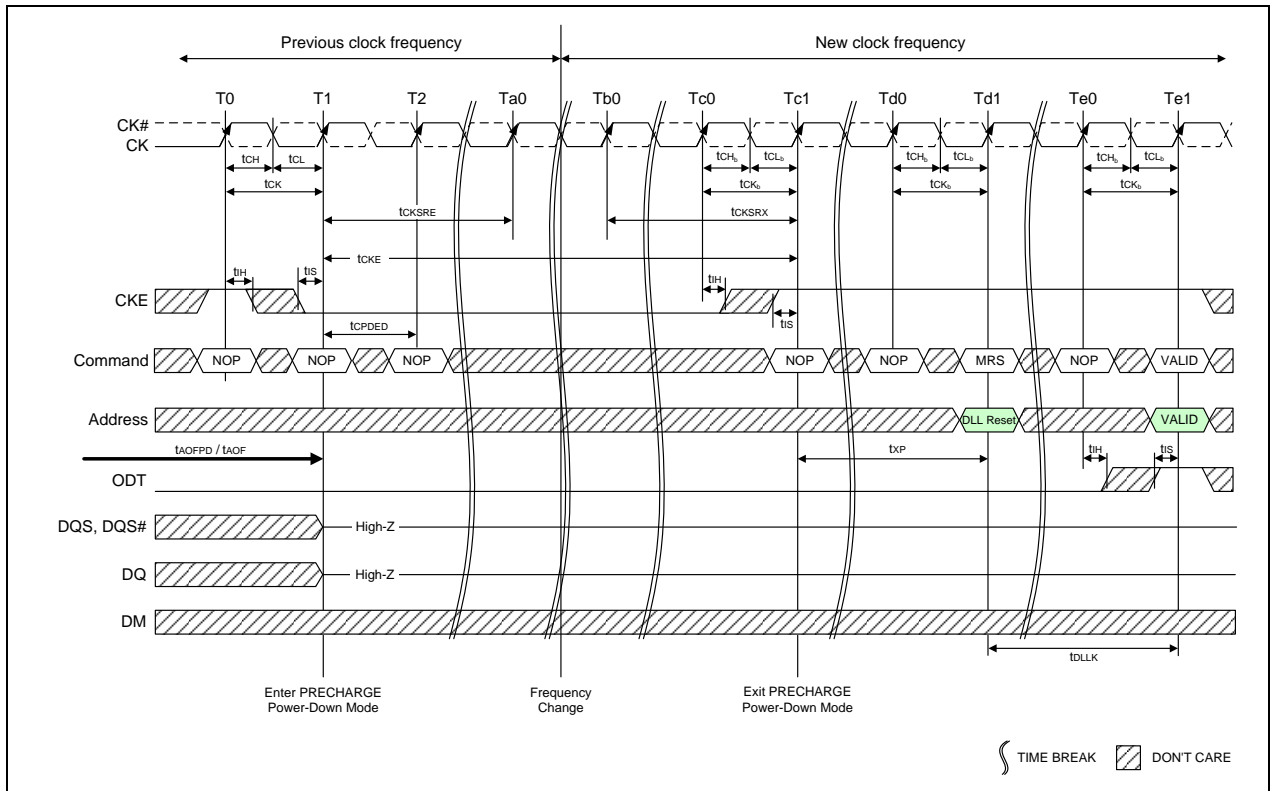 Previous clock frequency
New clock frequency
T0 T1 T2 Ta0 Tb0 Tc0 Tc1 Td0 Td1 Te0 Te1
CK#
CK
tCH tCL tCHb tCLb tCHb tCLb tCHb tCLb
tCK tCKb tCKb tCKb
tCKSRE tCKSRX
tCKE
tIH tIS tIH
CKE
tIS
tCPDED
Command NOP NOP NOP NOP NOP MRS NOP VALID
Address DLL Reset VALID
tAOFPD / tAOF tXP tIH tIS
ODT
DQS, DQS# High-Z
DQ High-Z
DM
tDLLK
Enter PRECHARGE
Power-Down Mode
Frequency
Change
Exit PRECHARGE
Power-Down Mode
TIME BREAK DON'T CARE